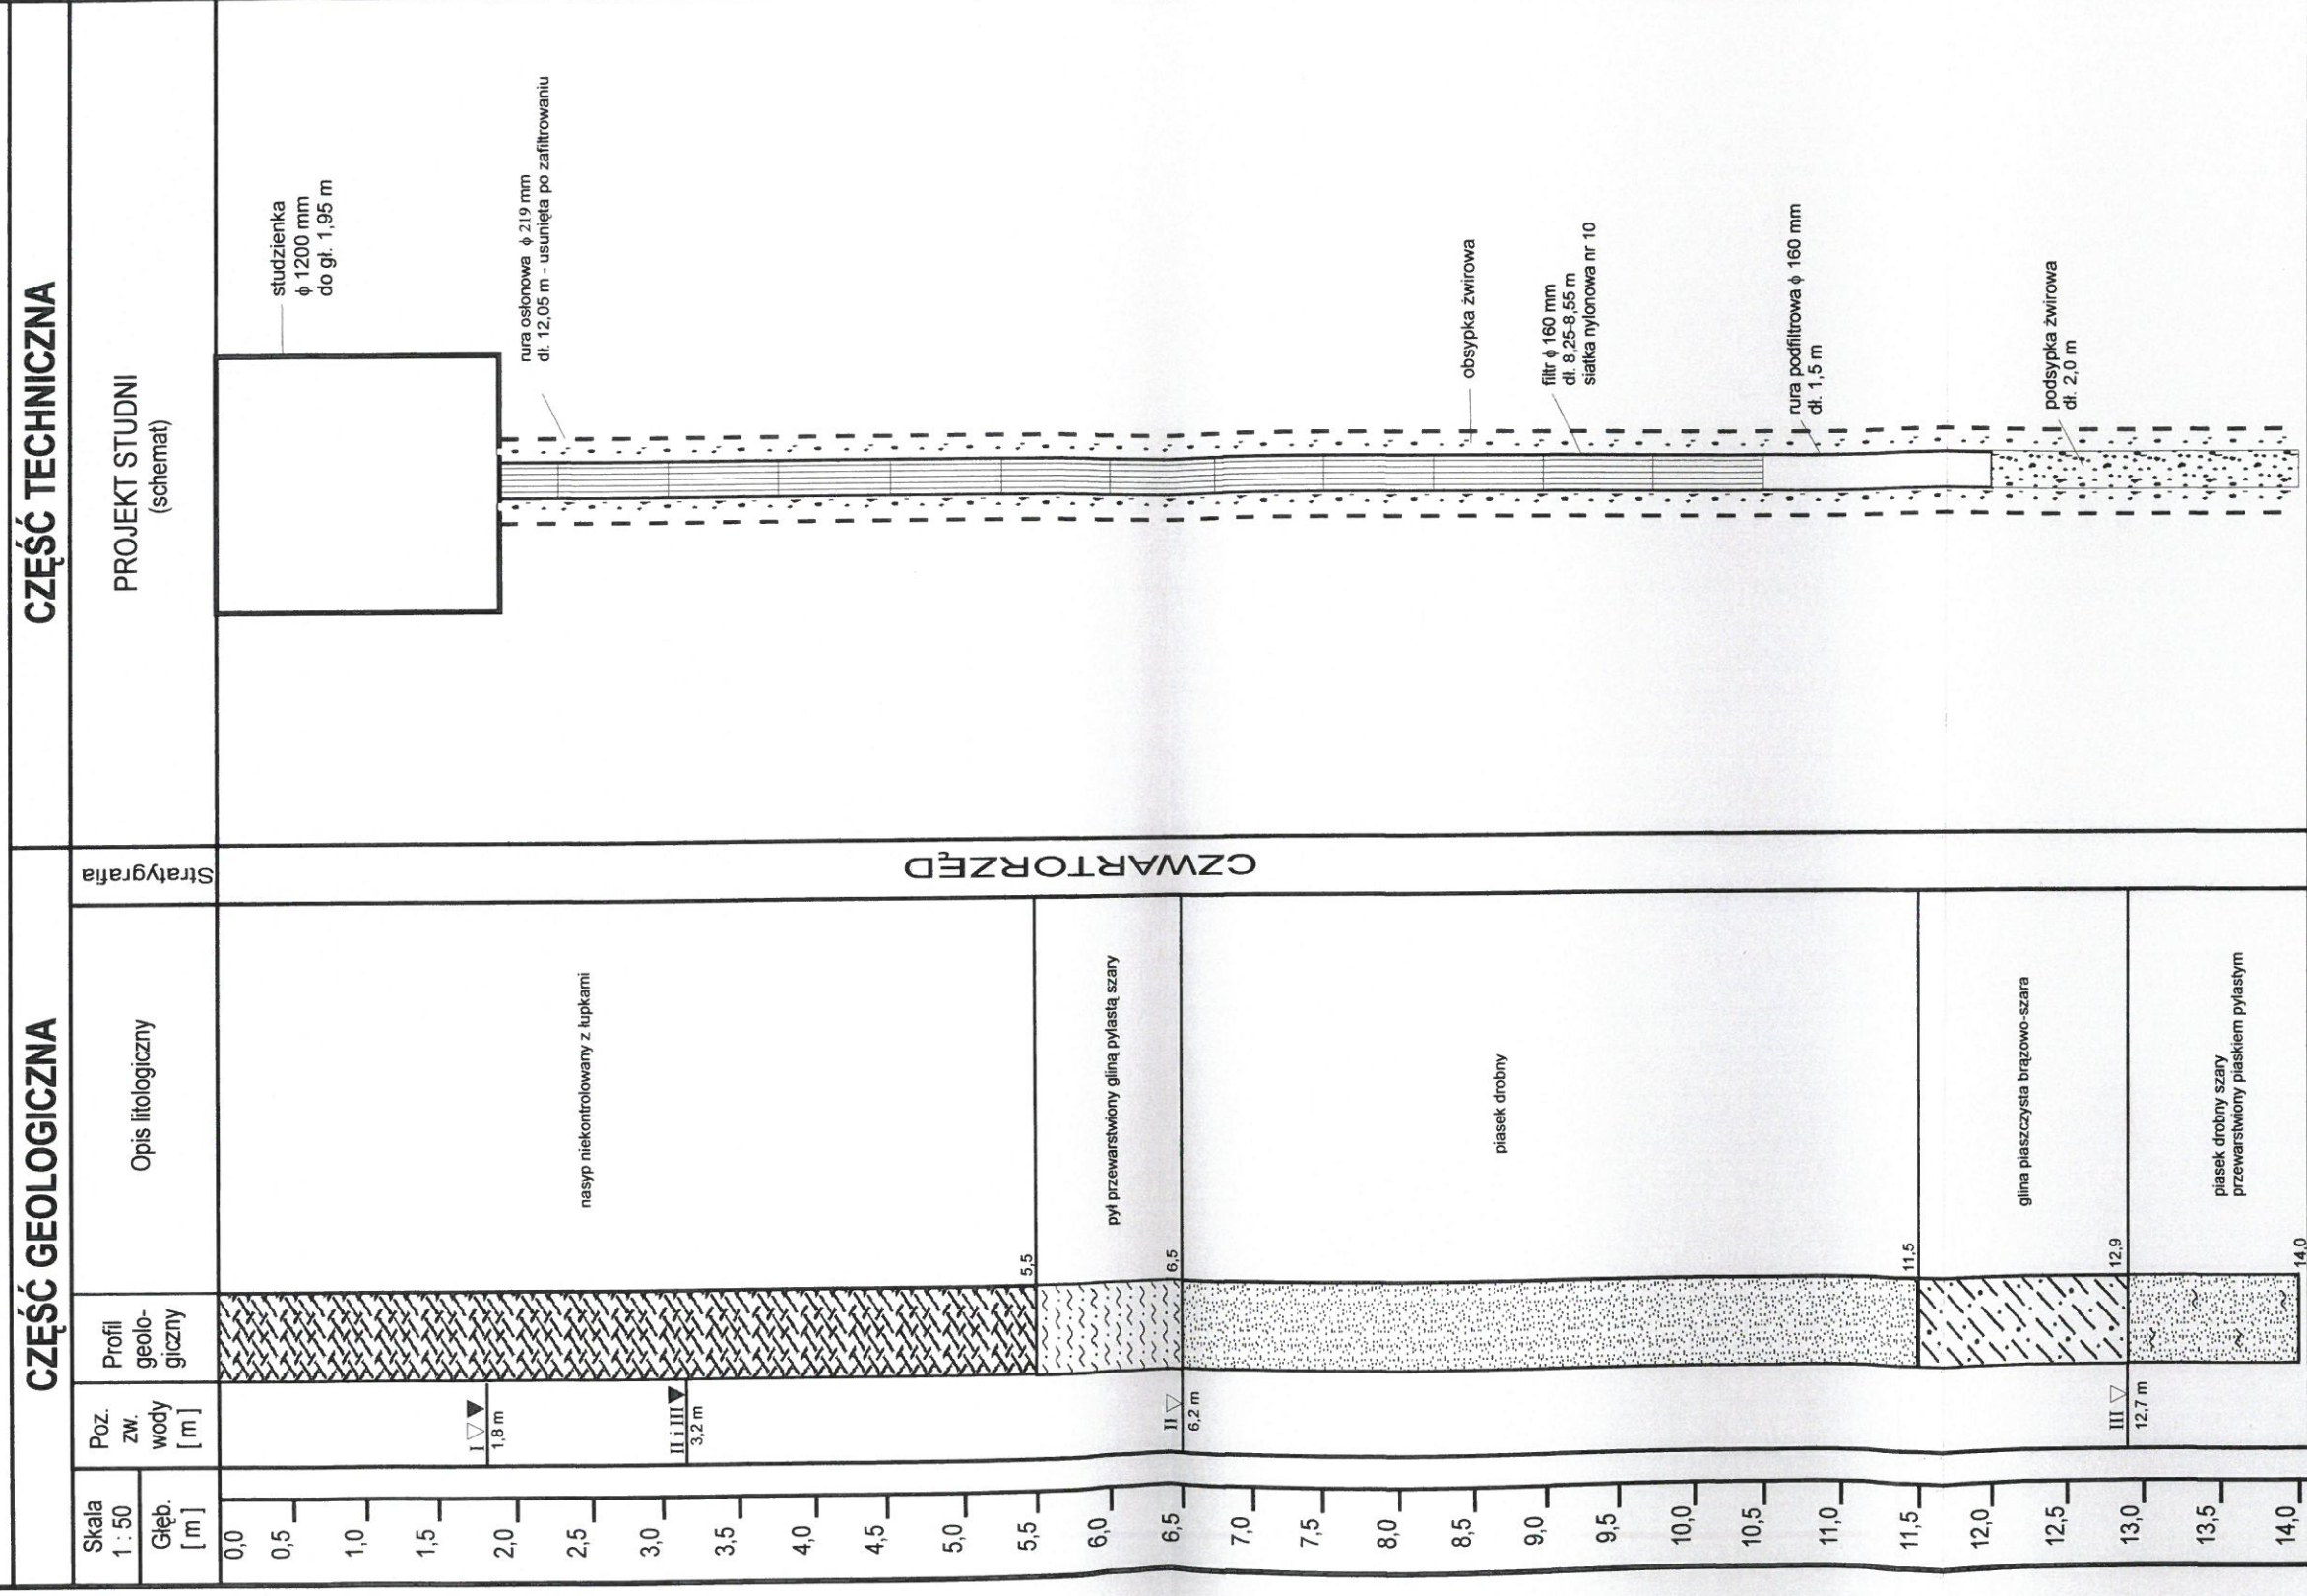 CZĘŚĆ GEOLOGICZNA
CZĘŚĆ TECHNICZNA
Skala
1 : 50
Głęb.
[ m ]
Poz.
zw.
wody
[ m ]
Profil
geolo-
giczny
Opis litologiczny
Stratygrafia
PROJEKT STUDNI
(schemat)
0,0
0,5
1,0
1,5
2,0
2,5
3,0
3,5
4,0
4,5
5,0
5,5
6,0
6,5
7,0
7,5
8,0
8,5
9,0
9,5
10,0
10,5
11,0
11,5
12,0
12,5
13,0
13,5
14,0
I
1,8 m
II i III
3,2 m
II
6,2 m
III
12,7 m
5,5
6,5
11,5
12,9
14,0
nasyp niekontrolowany z łupkami
pył przewarstwiony gliną pylastą szary
piasek drobny
glina piaszczysta brązowo-szara
piasek drobny szary
przewarstwiony piaskiem pylastym
CZWARTORZĘD
studzienka
ϕ 1200 mm
do gł. 1,95 m
rura osłonowa ϕ 219 mm
dł. 12,05 m - usunięta po zafiltrowaniu
obsypka żwirowa
filtr ϕ 160 mm
dł. 8,25-8,55 m
siatka nylonowa nr 10
rura podfiltrowa ϕ 160 mm
dł. 1,5 m
podsypka żwirowa
dł. 2,0 m